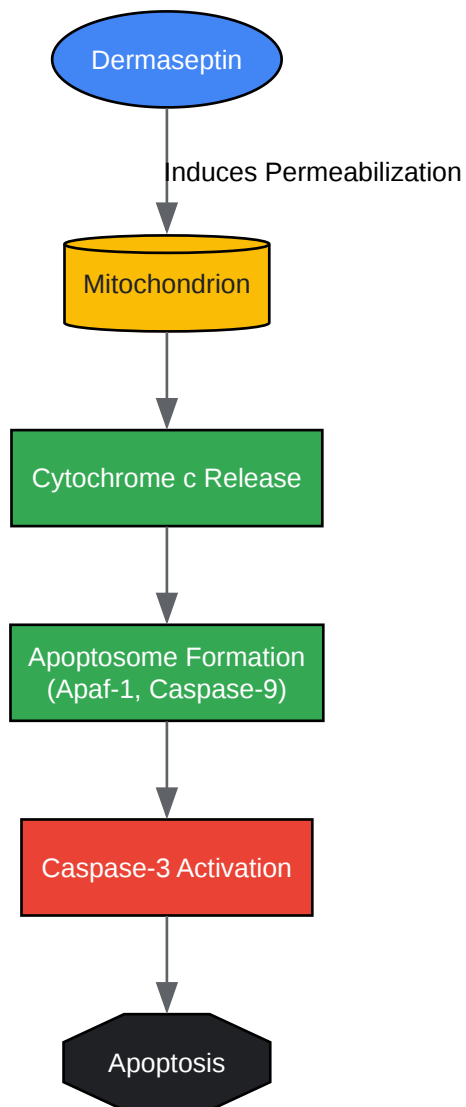 Dermaseptin
Induces Permeabilization
Mitochondrion
Cytochrome c Release
Apoptosome Formation
(Apaf-1, Caspase-9)
Caspase-3 Activation
Apoptosis